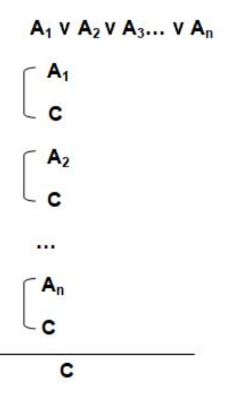 A₁ v A₂ v A₃... v Aₙ
A₁
C
A₂
C
...
Aₙ
C
C